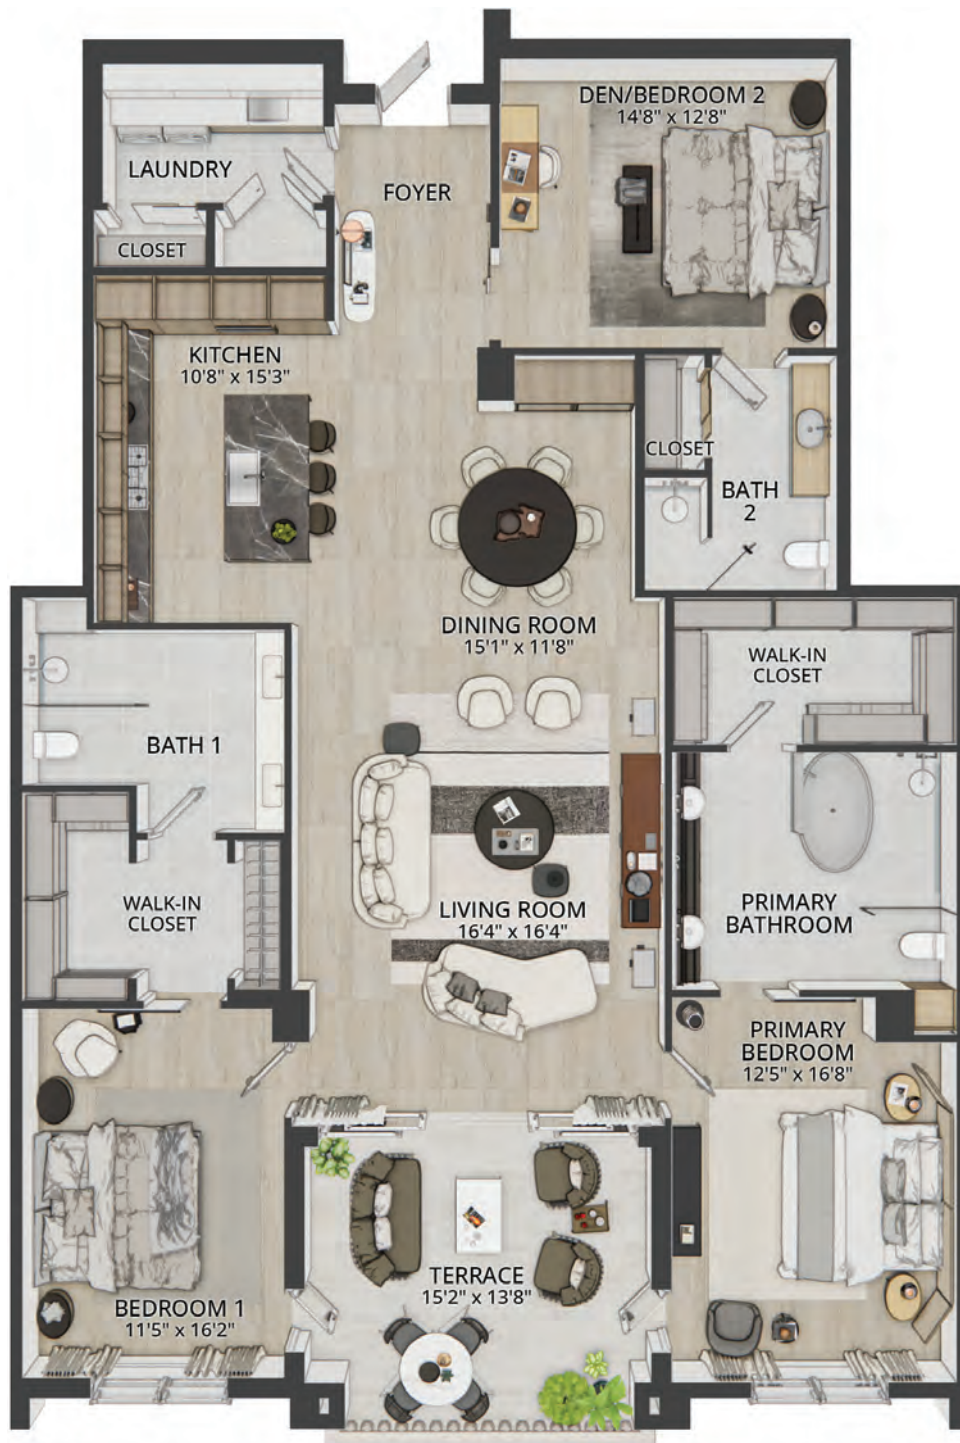 DEN/BEDROOM 2
14'8" x 12'8"
LAUNDRY
FOYER
CLOSET
KITCHEN
10'8" x 15'3"
CLOSET
BATH
2
DINING ROOM
15'1" x 11'8"
WALK-IN
CLOSET
BATH 1
WALK-IN
CLOSET
LIVING ROOM
16'4" x 16'4"
PRIMARY
BATHROOM
PRIMARY
BEDROOM
12'5" x 16'8"
TERRACE
15'2" x 13'8"
BEDROOM 1
11'5" x 16'2"